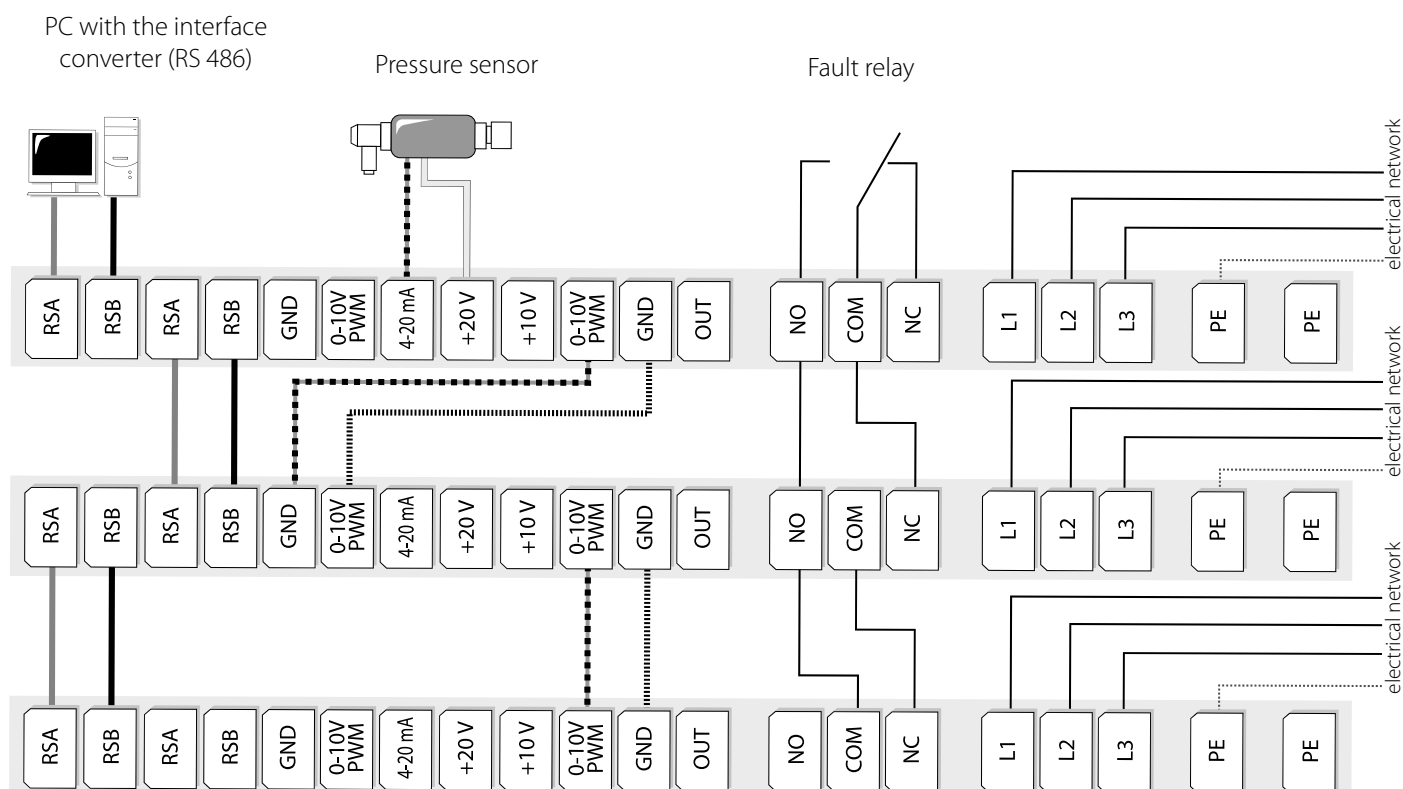 PC with the interface
converter (RS 486)
Pressure sensor
Fault relay
electrical network
RSA
RSB
RSA
RSB
GND
0-10V
PWM
4-20 mA
+20 V
+10 V
0-10V
PWM
GND
OUT
NO
COM
NC
L1
L2
L3
PE
PE
electrical network
RSA
RSB
RSA
RSB
GND
0-10V
PWM
4-20 mA
+20 V
+10 V
0-10V
PWM
GND
OUT
NO
COM
NC
L1
L2
L3
PE
PE
electrical network
RSA
RSB
RSA
RSB
GND
0-10V
PWM
4-20 mA
+20 V
+10 V
0-10V
PWM
GND
OUT
NO
COM
NC
L1
L2
L3
PE
PE